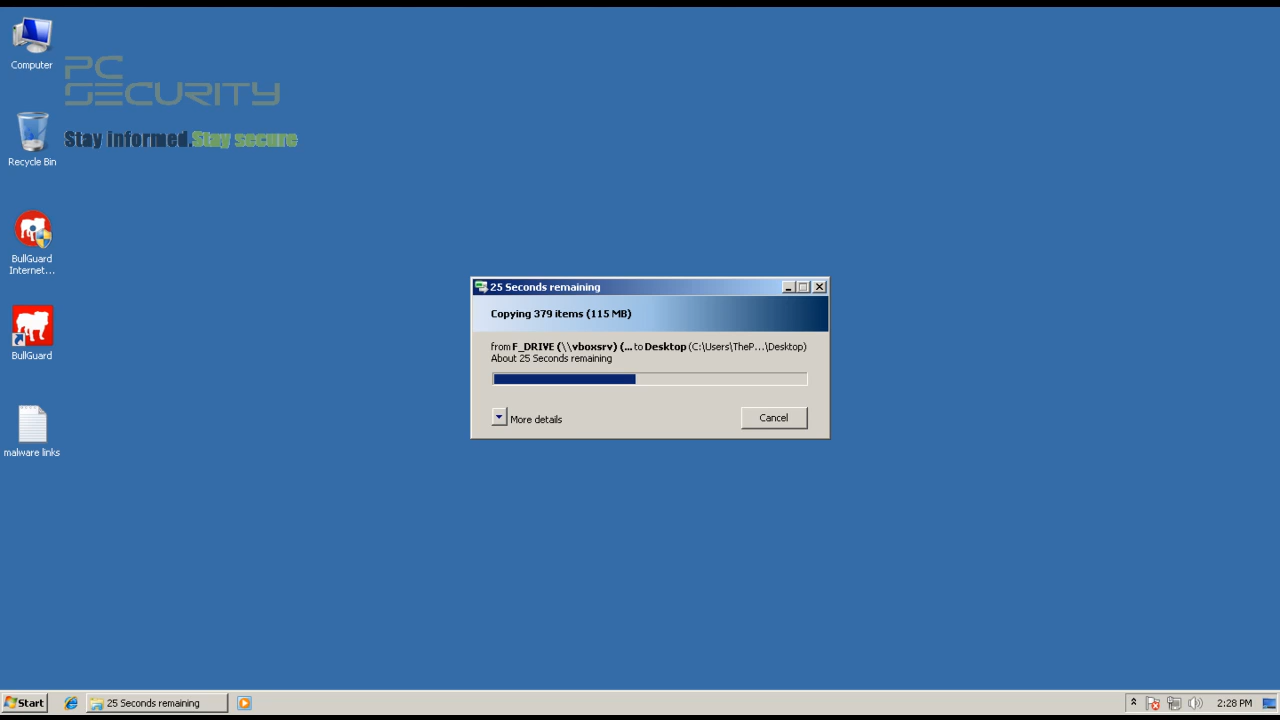 Computer
PC
SECURITY
Stay informed.Stay secure
Recycle Bin
BullGuard
Internet...
BullGuard
malware links
25 Seconds remaining
Copying 379 items (115 MB)
from F_DRIVE (\\vboxsrv) (... to Desktop (C:\Users\TheP...\Desktop)
About 25 Seconds remaining
More details
Cancel
Start
25 Seconds remaining
2:28 PM